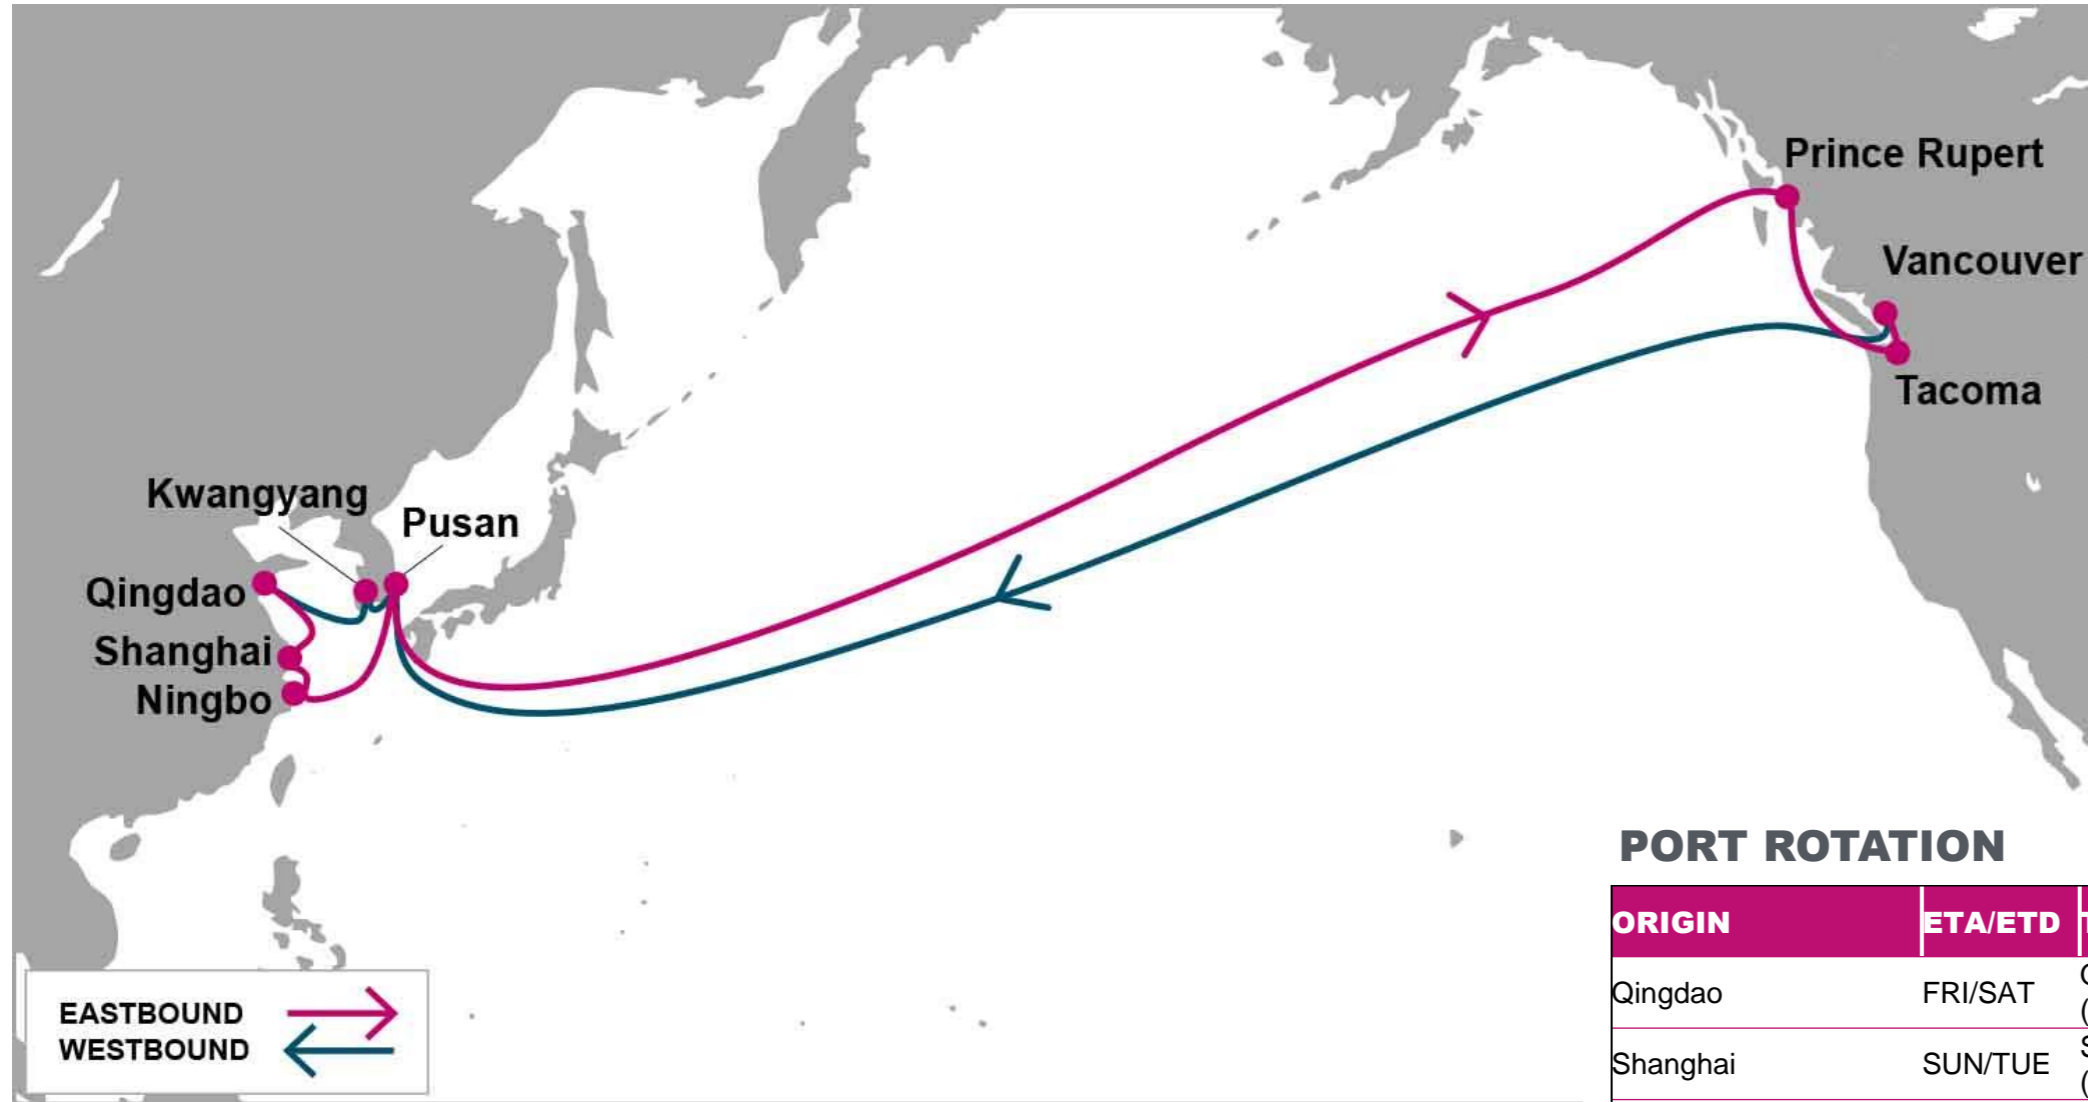 Prince Rupert
Vancouver
Tacoma
Kwangyang
Pusan
Qingdao
Shanghai
Ningbo
EASTBOUND
WESTBOUND
PORT ROTATION
ORIGIN ETA/ETD
Qingdao FRI/SAT
Shanghai SUN/TUE